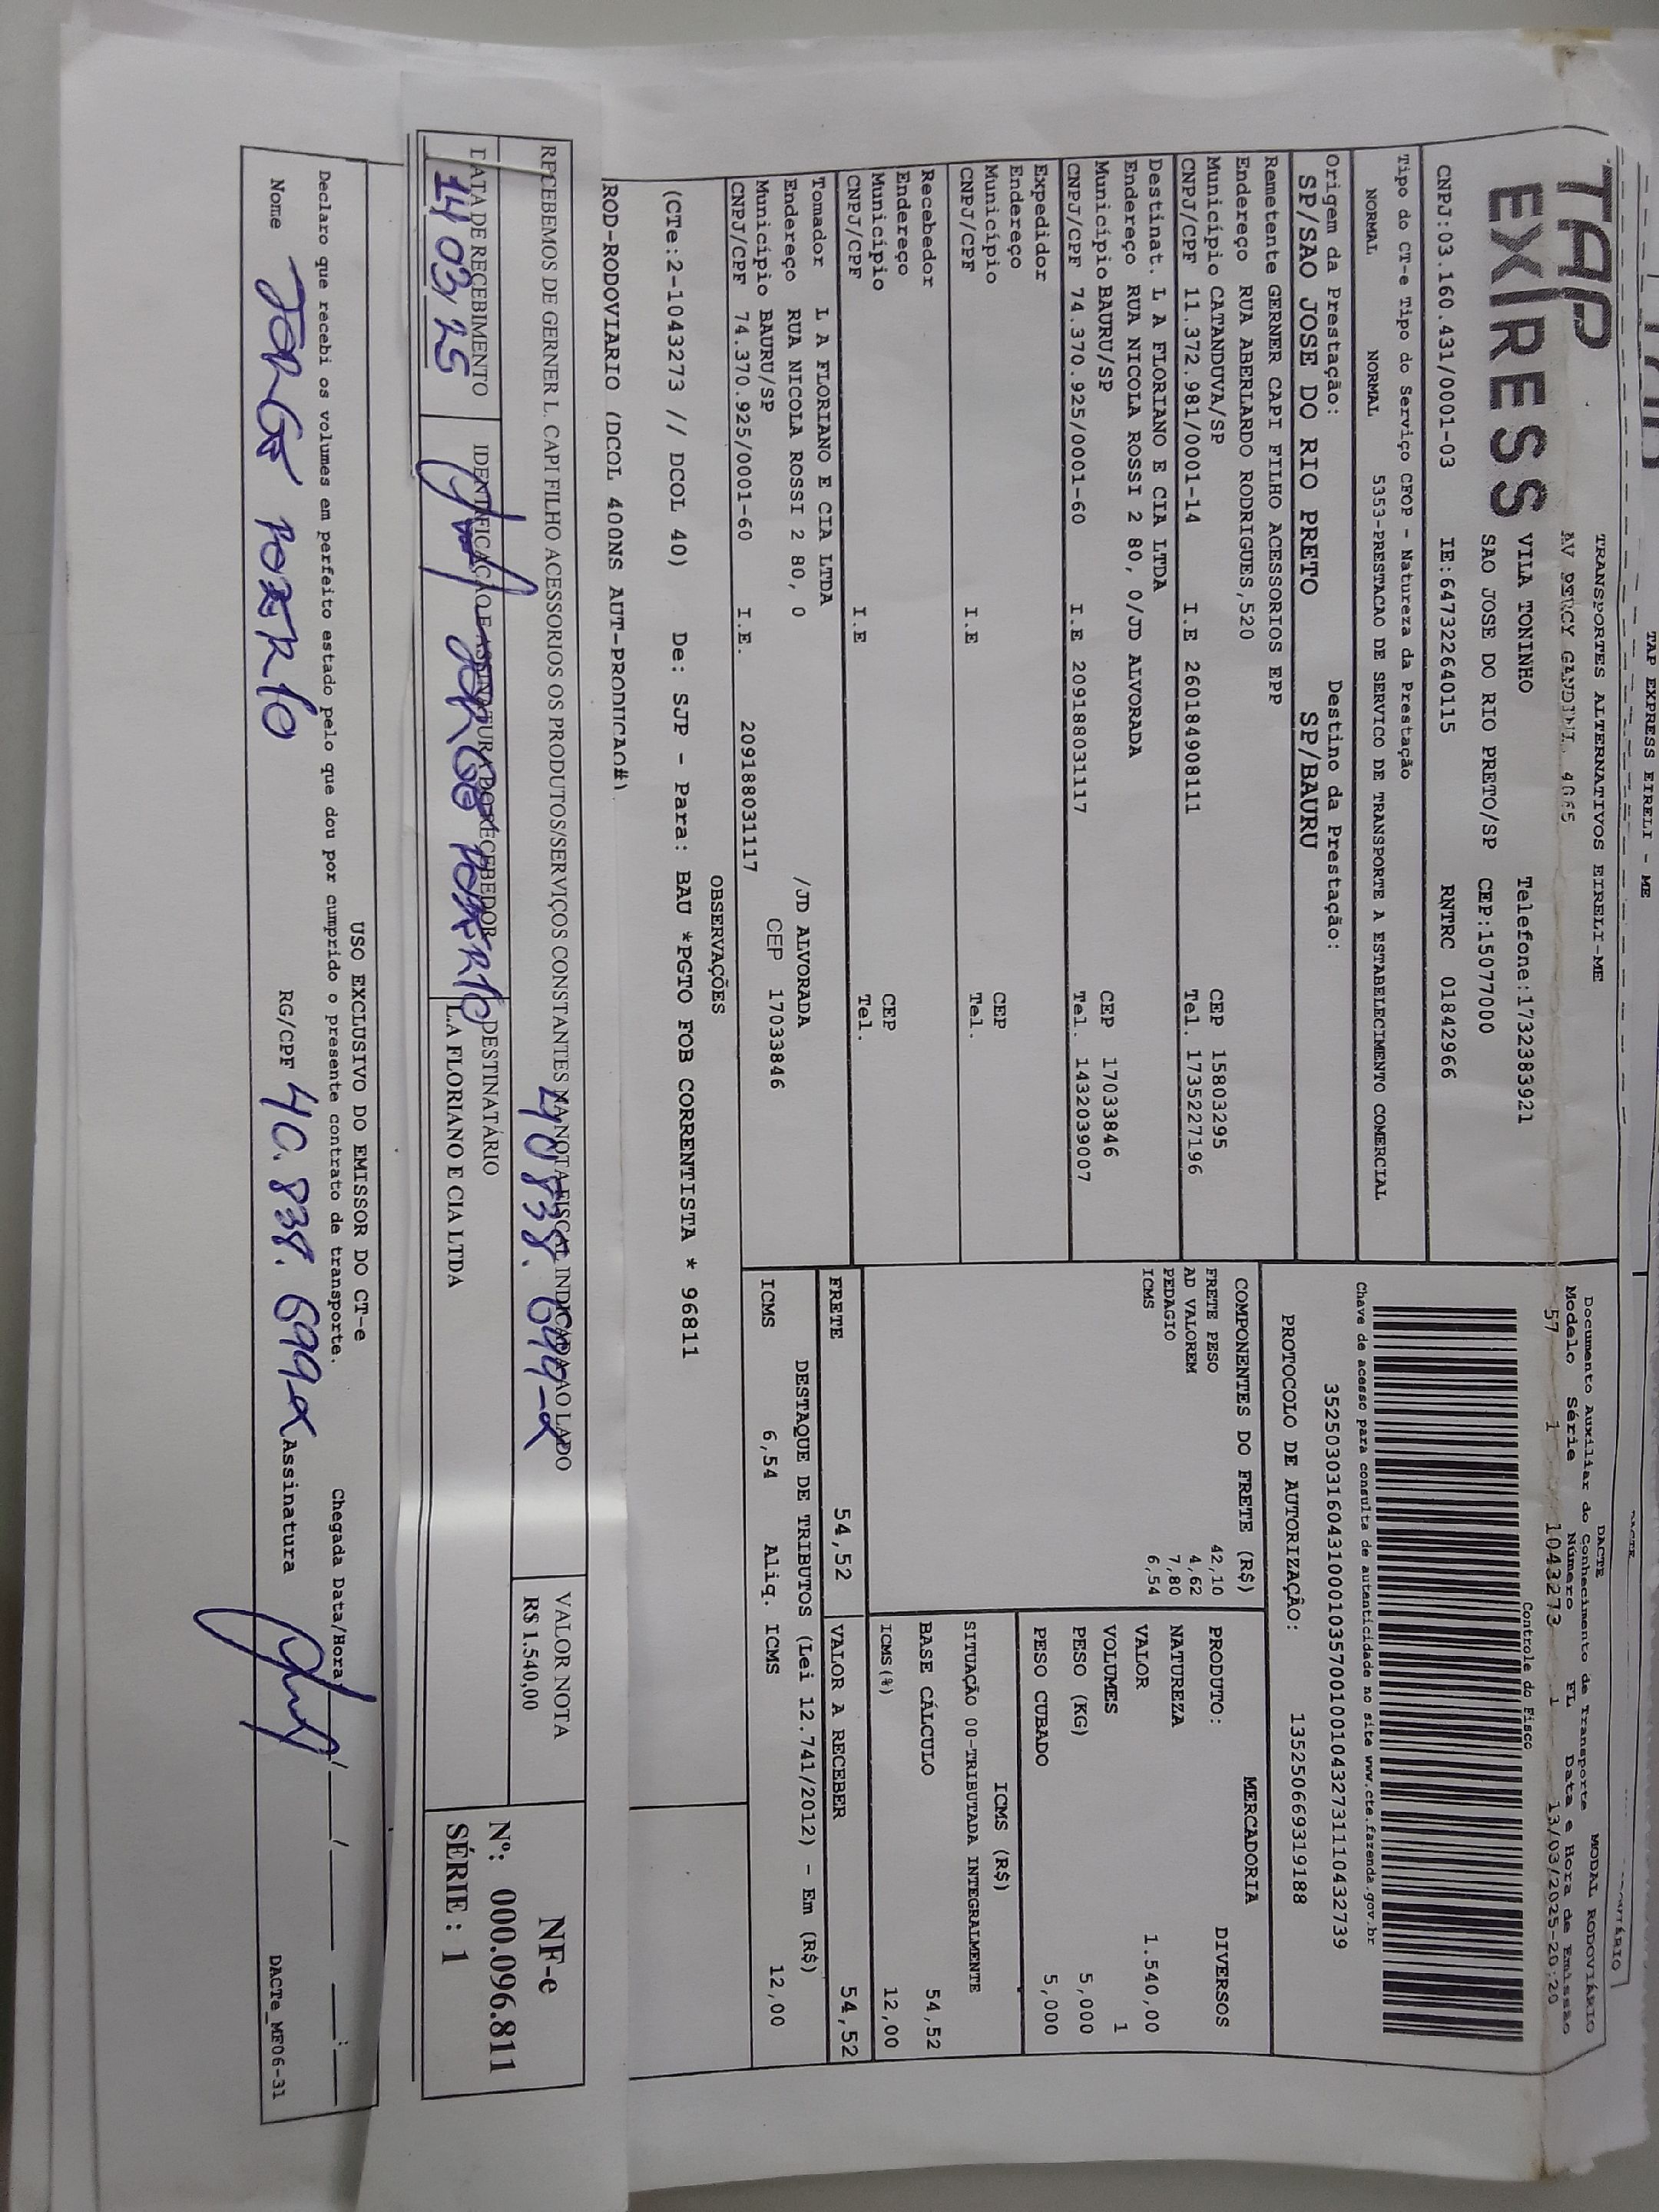 TAP EXPRESS EIRELI - ME
DACTE
TAP
EXPRESS
TRANSPORTES ALTERNATIVOS EIRELI-ME
AV PERCY GANDINI, 4065
VILA TONINHO Telefone:1732383921
SAO JOSE DO RIO PRETO/SP CEP:15077000
CNPJ:03.160.431/0001-03 IE:647322640115 RNTRC 01842966
DACTE MODAL RODOVIÁRIO
Documento Auxiliar do Conhecimento de Transporte
Modelo Série Número FL Data e Hora de Emissão
57 1 1043273 1 13/03/2025-20:20
Controle do Fisco
Chave de acesso para consulta de autenticidade no site www.cte.fazenda.gov.br
35250303160431000103570010010432731110432739
PROTOCOLO DE AUTORIZAÇÃO: 135250669319188
Tipo do CT-e Tipo do Serviço CFOP - Natureza da Prestação
NORMAL NORMAL 5353-PRESTACAO DE SERVICO DE TRANSPORTE A ESTABELECIMENTO COMERCIAL
Origem da Prestação: Destino da Prestação:
SP/SAO JOSE DO RIO PRETO SP/BAURU
Remetente GERNER CAPI FILHO ACESSORIOS EPP
Endereço RUA ABERLARDO RODRIGUES,520
Município CATANDUVA/SP CEP 15803295
CNPJ/CPF 11.372.981/0001-14 I.E 260184908111 Tel. 1735227196
Destinat. L A FLORIANO E CIA LTDA
Endereço RUA NICOLA ROSSI 2 80, 0/JD ALVORADA
Município BAURU/SP CEP 17033846
CNPJ/CPF 74.370.925/0001-60 I.E 209188031117 Tel. 1432039007
Expedidor
Endereço
Município CEP
CNPJ/CPF I.E Tel.
Recebedor
Endereço
Município CEP
CNPJ/CPF I.E Tel.
Tomador L A FLORIANO E CIA LTDA
Endereço RUA NICOLA ROSSI 2 80, 0 /JD ALVORADA
Município BAURU/SP CEP 17033846
CNPJ/CPF 74.370.925/0001-60 I.E. 209188031117
COMPONENTES DO FRETE (R$)
FRETE PESO 42,10
AD VALOREM 4,62
PEDAGIO 7,80
ICMS 6,54
MERCADORIA
PRODUTO: DIVERSOS
NATUREZA
VALOR 1.540,00
VOLUMES 1
PESO (KG) 5,000
PESO CUBADO 5,000
ICMS (R$)
SITUAÇÃO 00-TRIBUTADA INTEGRALMENTE
BASE CÁLCULO 54,52
ICMS(%) 12,00
FRETE 54,52 VALOR A RECEBER 54,52
DESTAQUE DE TRIBUTOS (Lei 12.741/2012) - Em (R$)
ICMS 6,54 Aliq. ICMS 12,00
OBSERVAÇÕES
(CTe:2-1043273 // DCOL 40) De: SJP - Para: BAU *PGTO FOB CORRENTISTA * 96811
ROD-RODOVIARIO (DCOL 400NS AUT-PRODUCAO#)
RECEBEMOS DE GERNER L. CAPI FILHO ACESSORIOS OS PRODUTOS/SERVIÇOS CONSTANTES NA NOTA FISCAL INDICADA AO LADO
40.838.699-x
DATA DE RECEBIMENTO IDENTIFICAÇÃO E ASSINATURA DO RECEBEDOR DESTINATÁRIO
14 03 25 JORGE PORFIRIO L.A FLORIANO E CIA LTDA
VALOR NOTA
R$ 1.540,00
NF-e
Nº: 000.096.811
SÉRIE : 1
USO EXCLUSIVO DO EMISSOR DO CT-e
Declaro que recebi os volumes em perfeito estado pelo que dou por cumprido o presente contrato de transporte. Chegada Data/Hora
Nome JORGE PORFIRIO RG/CPF 40.838.699-x Assinatura
DACTe_MF06-31